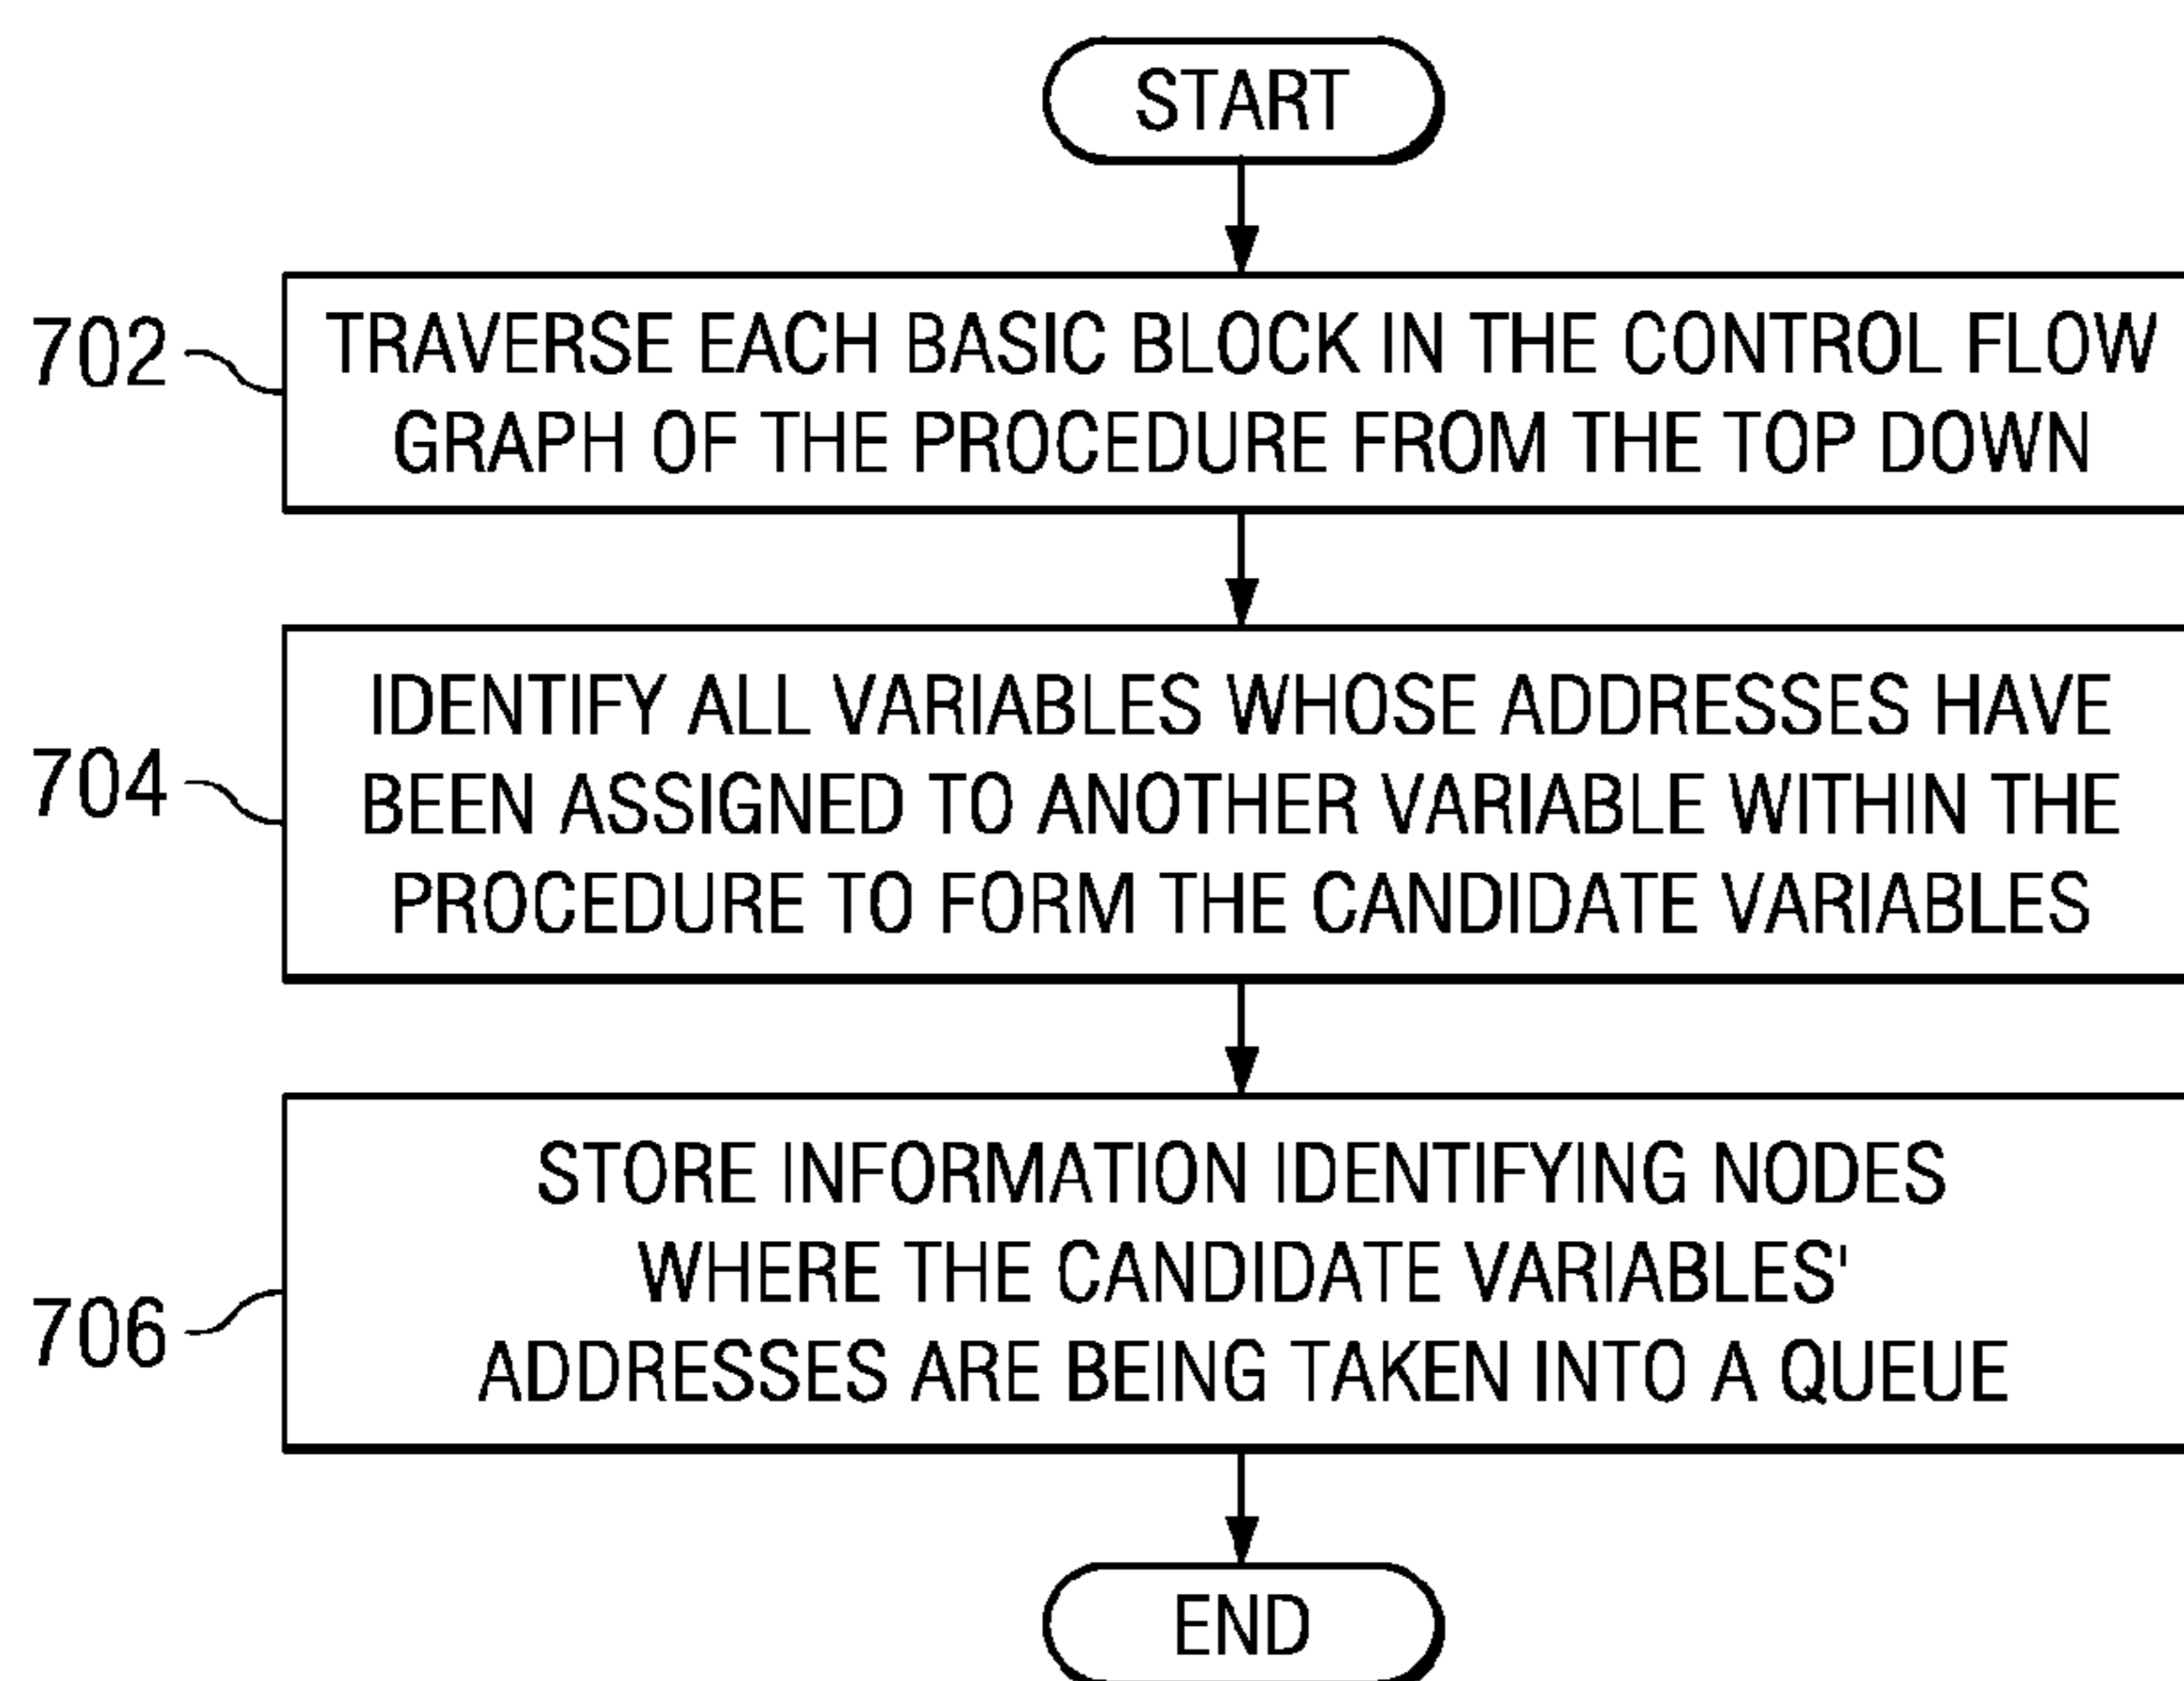 START
702
TRAVERSE EACH BASIC BLOCK IN THE CONTROL FLOW
GRAPH OF THE PROCEDURE FROM THE TOP DOWN
704
IDENTIFY ALL VARIABLES WHOSE ADDRESSES HAVE
BEEN ASSIGNED TO ANOTHER VARIABLE WITHIN THE
PROCEDURE TO FORM THE CANDIDATE VARIABLES
706
STORE INFORMATION IDENTIFYING NODES
WHERE THE CANDIDATE VARIABLES'
ADDRESSES ARE BEING TAKEN INTO A QUEUE
END